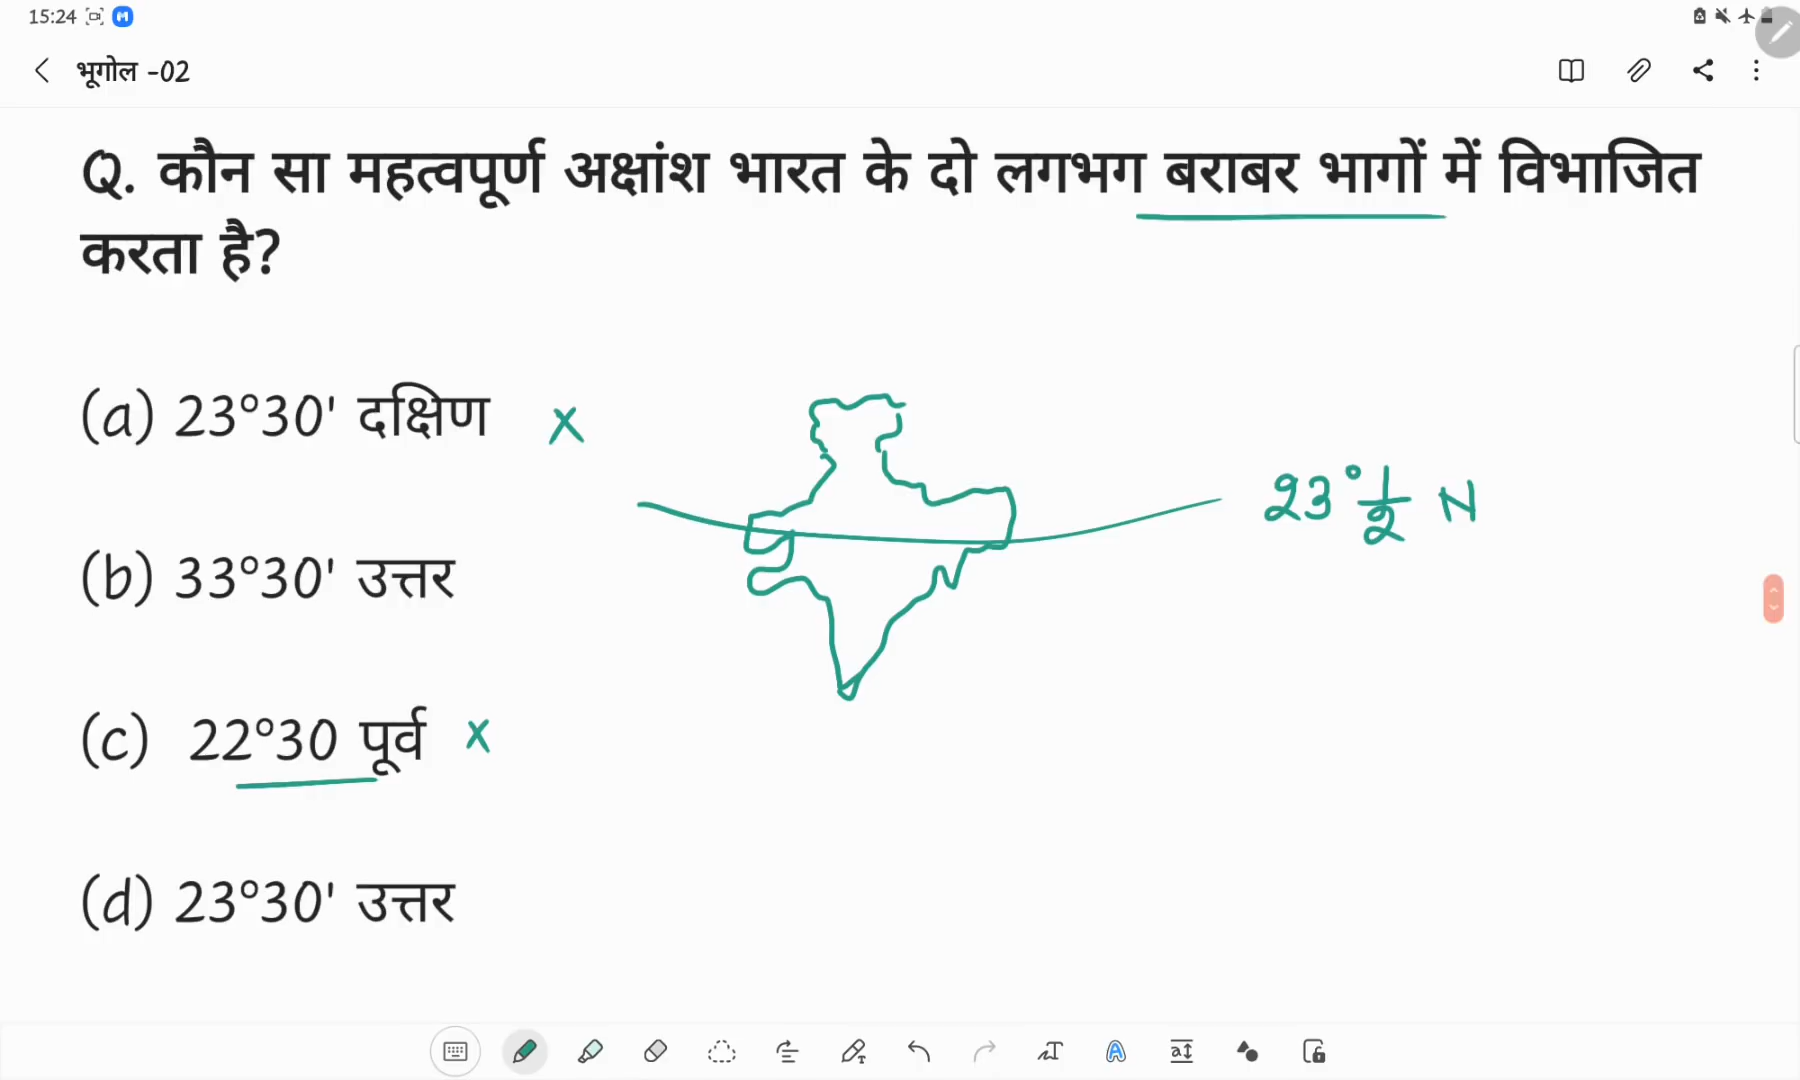 15:24
भूगोल -02
Q. कौन सा महत्वपूर्ण अक्षांश भारत के दो लगभग बराबर भागों में विभाजित
करता है?
(a) 23°30' दक्षिण x
(b) 33°30' उत्तर
23°1/2 N
(c) 22°30 पूर्व x
(d) 23°30' उत्तर